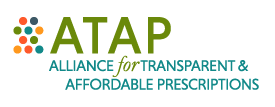 ATAP
ALLIANCE for TRANSPARENT &
AFFORDABLE PRESCRIPTIONS